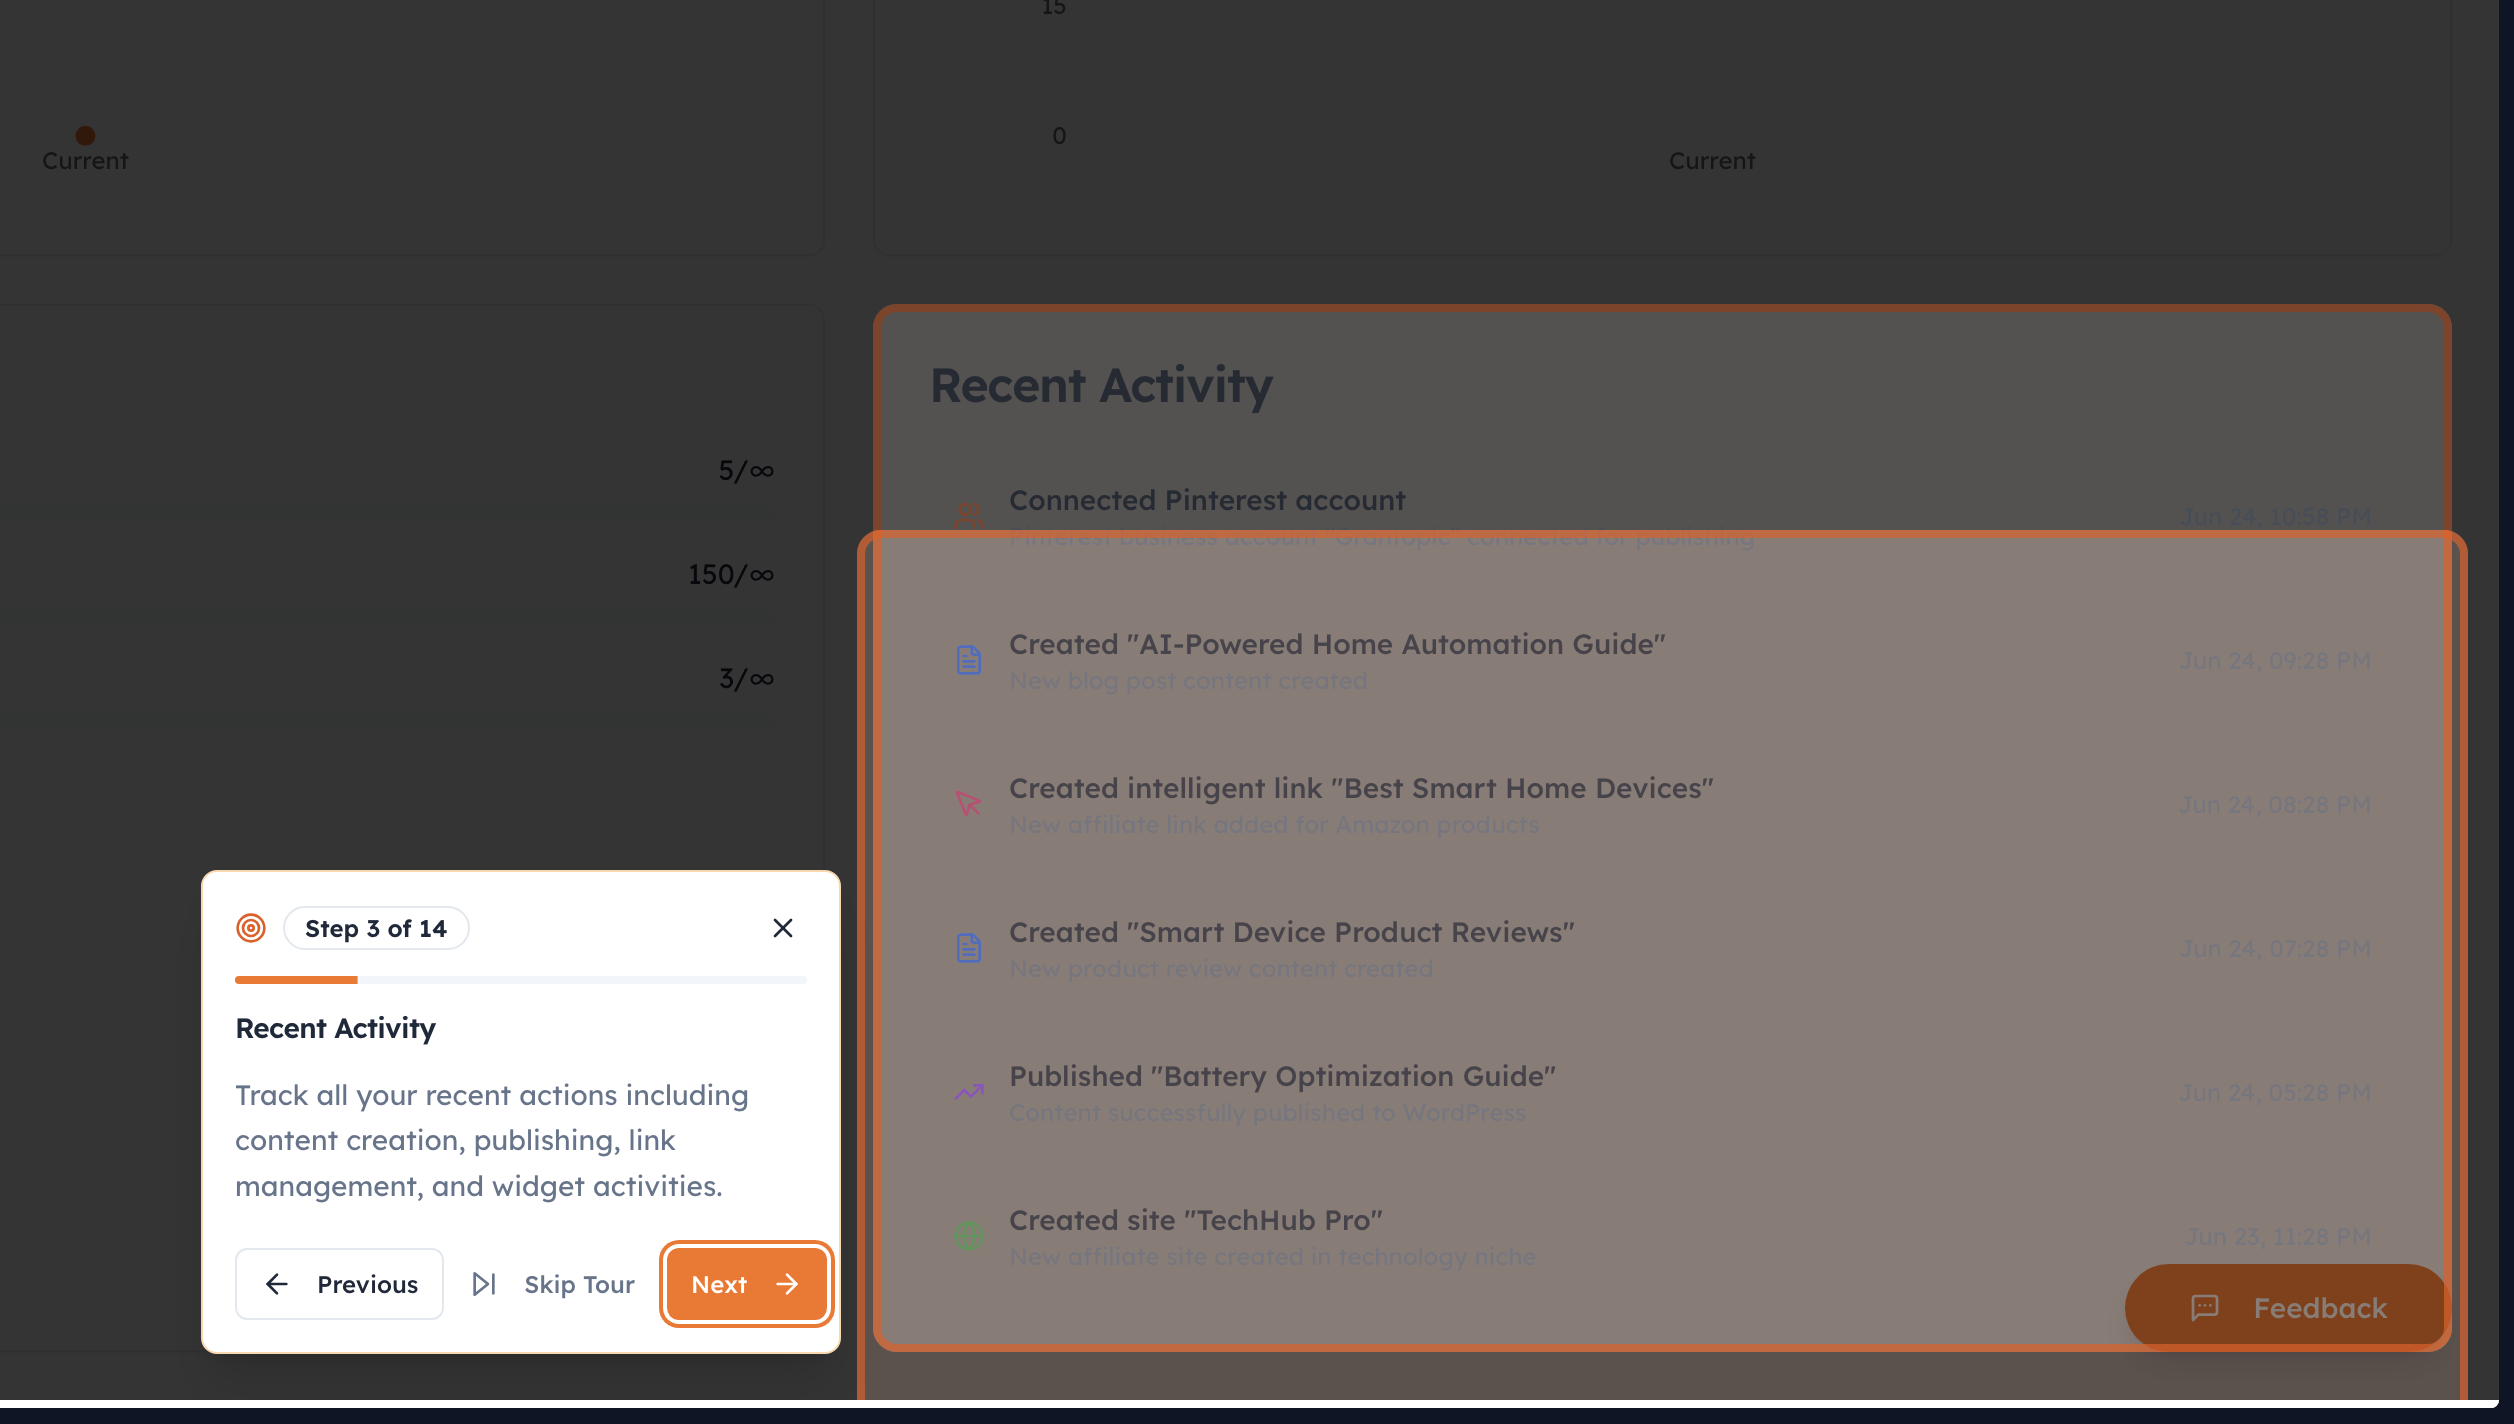 15
0
Current
Current
5/∞
150/∞
3/∞
Recent Activity
Connected Pinterest account
Pinterest business account "Grantopic" connected for publishing
Jun 24, 10:58 PM
Created "AI-Powered Home Automation Guide"
New blog post content created
Jun 24, 09:28 PM
Created intelligent link "Best Smart Home Devices"
New affiliate link added for Amazon products
Jun 24, 08:28 PM
Created "Smart Device Product Reviews"
New product review content created
Jun 24, 07:28 PM
Published "Battery Optimization Guide"
Content successfully published to WordPress
Jun 24, 05:28 PM
Created site "TechHub Pro"
New affiliate site created in technology niche
Jun 23, 11:28 PM
Feedback
Step 3 of 14
Recent Activity
Track all your recent actions including
content creation, publishing, link
management, and widget activities.
Previous
Skip Tour
Next